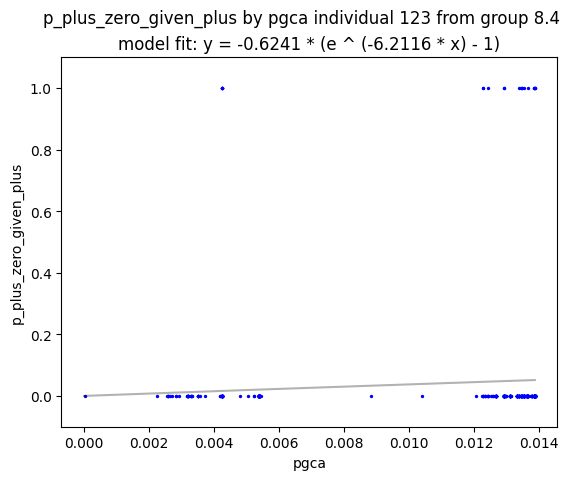 p_plus_zero_given_plus by pgca individual 123 from group 8.4
model fit: y = -0.6241 * (e ^ (-6.2116 * x) - 1)
1.0
0.8
0.6
0.4
0.2
0.0
p_plus_zero_given_plus
0.000 0.002 0.004 0.006 0.008 0.010 0.012 0.014
pgca